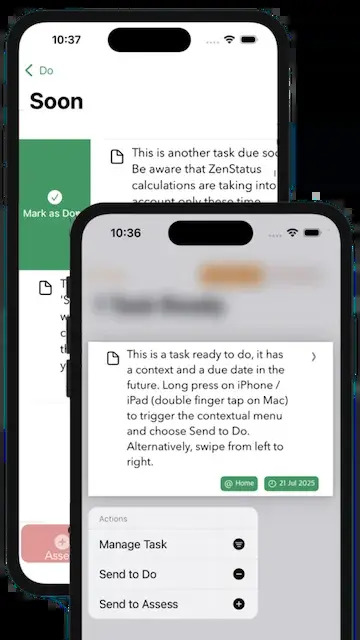 10:37
Do
Soon
This is another task due soo
Be aware that ZenStatus
calculations are taking into
account only these time
Mark as Do
10:36
This is a task ready to do, it has
a context and a due date in the
future. Long press on iPhone /
iPad (double finger tap on Mac)
to trigger the contextual menu
and choose Send to Do.
Alternatively, swipe from left to
right.
@ Home
21 Jul 2025
Actions
Manage Task
Send to Do
Send to Assess
Asse